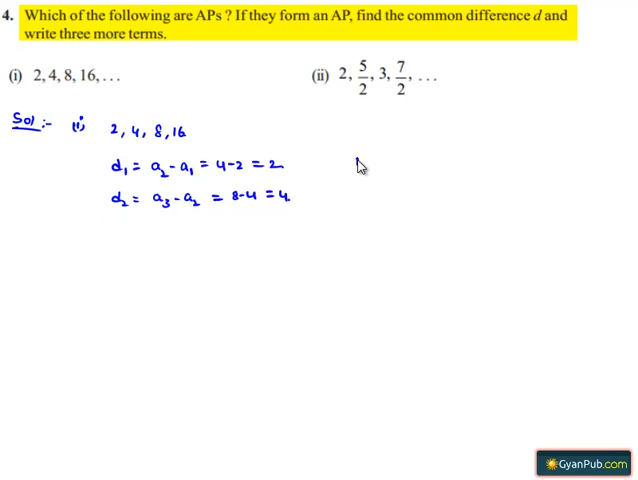 4. Which of the following are APs ? If they form an AP, find the common difference d and
write three more terms.
(i) 2, 4, 8, 16, . . .
(ii) 2, 5/2, 3, 7/2, . . .
Sol :- (i) 2, 4, 8, 16
d₁ = a₂ - a₁ = 4-2 = 2
d₂ = a₃ - a₂ = 8-4 = 4
GyanPub.com